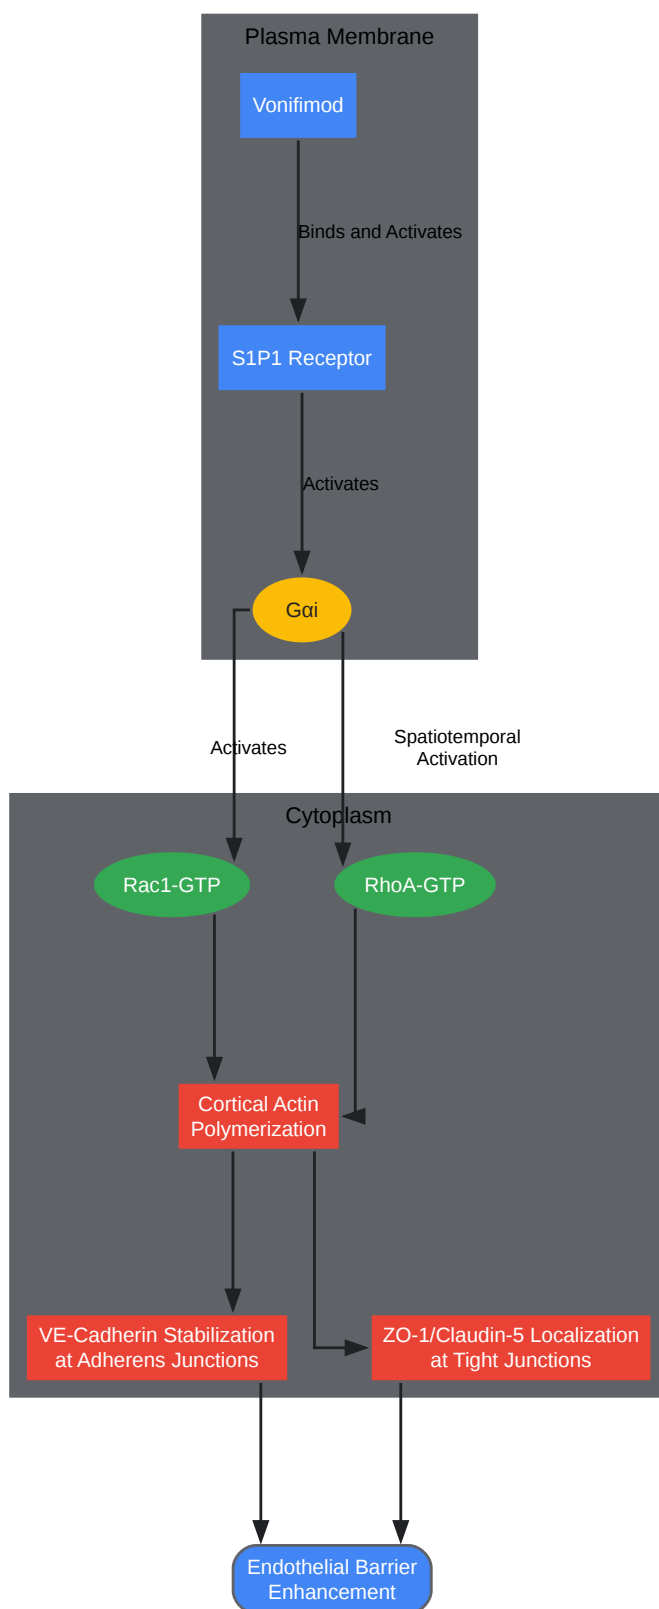 Plasma Membrane
Vonifimod
Binds and Activates
S1P1 Receptor
Activates
Gαi
Activates
Spatiotemporal
Activation
Cytoplasm
Rac1-GTP
RhoA-GTP
Cortical Actin
Polymerization
VE-Cadherin Stabilization
at Adherens Junctions
ZO-1/Claudin-5 Localization
at Tight Junctions
Endothelial Barrier
Enhancement